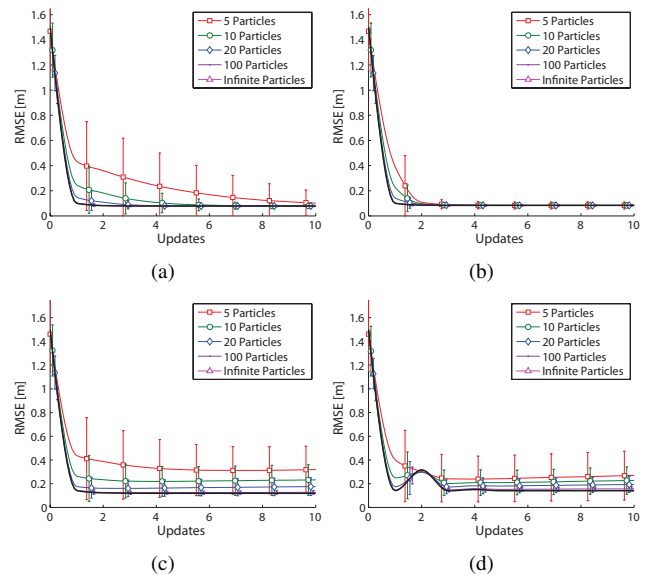 1.6
1.4
1.2
1
0.8
0.6
0.4
0.2
0
RMSE [m]
0 2 4 6 8 10
Updates
5 Particles
10 Particles
20 Particles
100 Particles
Infinite Particles
(a)
1.6
1.4
1.2
1
0.8
0.6
0.4
0.2
0
RMSE [m]
0 2 4 6 8 10
Updates
5 Particles
10 Particles
20 Particles
100 Particles
Infinite Particles
(b)
1.6
1.4
1.2
1
0.8
0.6
0.4
0.2
0
RMSE [m]
0 2 4 6 8 10
Updates
5 Particles
10 Particles
20 Particles
100 Particles
Infinite Particles
(c)
1.6
1.4
1.2
1
0.8
0.6
0.4
0.2
0
RMSE [m]
0 2 4 6 8 10
Updates
5 Particles
10 Particles
20 Particles
100 Particles
Infinite Particles
(d)